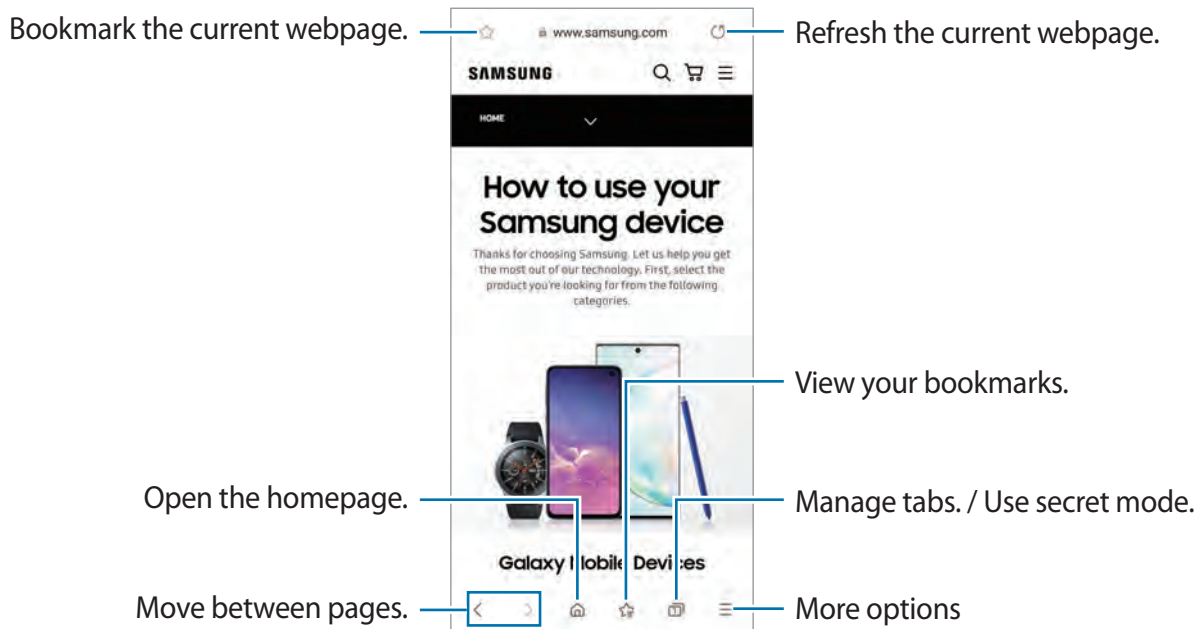 Bookmark the current webpage.
www.samsung.com
Refresh the current webpage.
SAMSUNG
HOME
How to use your
Samsung device
Thanks for choosing Samsung. Let us help you get
the most out of our technology. First, select the
product you're looking for from the following
categories.
View your bookmarks.
Open the homepage.
Manage tabs. / Use secret mode.
Galaxy Mobile Devices
Move between pages.
1
More options